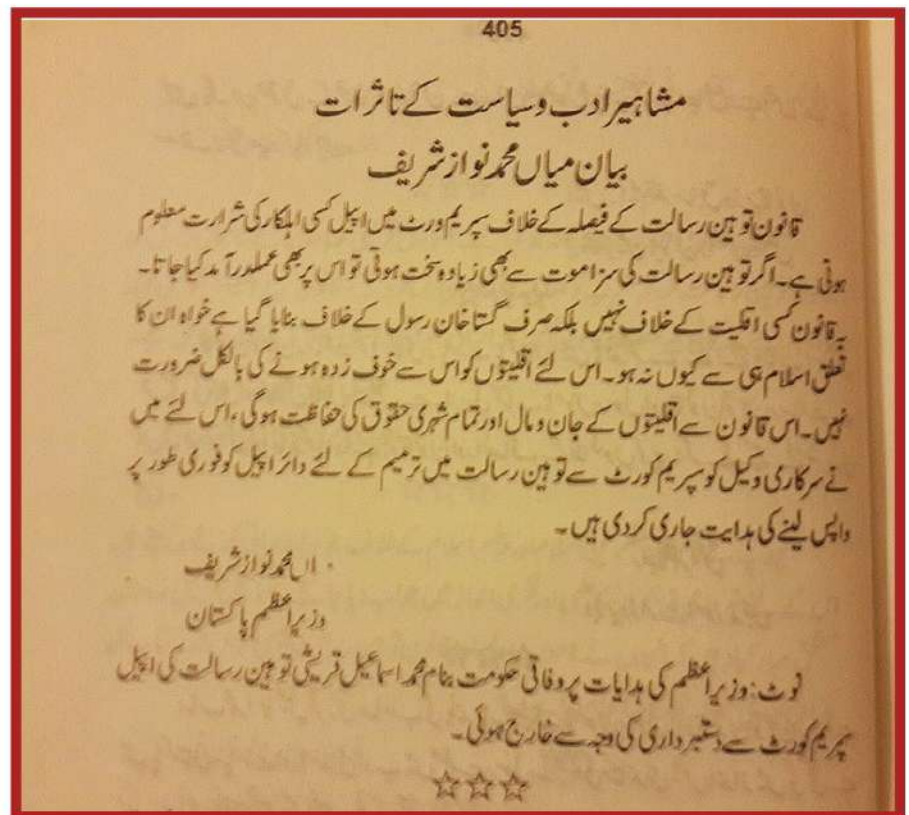 405
مشاہیر ادب و سیاست کے تاثرات
بیان میاں محمد نواز شریف
قانون توہین رسالت کے فیصلہ کے خلاف سپریم ورٹ میں اپیل کسی اہلکار کی شرارت معلوم
ہوتی ہے۔ اگر توہین رسالت کی سزا موت سے بھی زیادہ سخت ہوتی تو اس پر بھی عملدرآمد کیا جاتا۔
یہ قانون کسی اقلیت کے خلاف نہیں بلکہ صرف گستاخان رسول کے خلاف بنایا گیا ہے خواہ ان کا
تعلق اسلام ہی سے کیوں نہ ہو۔ اس لئے اقلیتوں کو اس سے خوف زدہ ہونے کی بالکل ضرورت
نہیں۔ اس قانون سے اقلیتوں کے جان و مال اور تمام شہری حقوق کی حفاظت ہوگی، اس لئے میں
نے سرکاری وکیل کو سپریم کورٹ سے توہین رسالت میں ترمیم کے لئے دائر اپیل کو فوری طور پر
واپس لینے کی ہدایت جاری کردی ہیں۔
اں محمد نواز شریف
وزیراعظم پاکستان
نوٹ: وزیراعظم کی ہدایات پر وفاقی حکومت بنام محمد اسماعیل قریشی توہین رسالت کی اپیل
سپریم کورٹ سے دستبرداری کی وجہ سے خارج ہوئی۔
☆☆☆